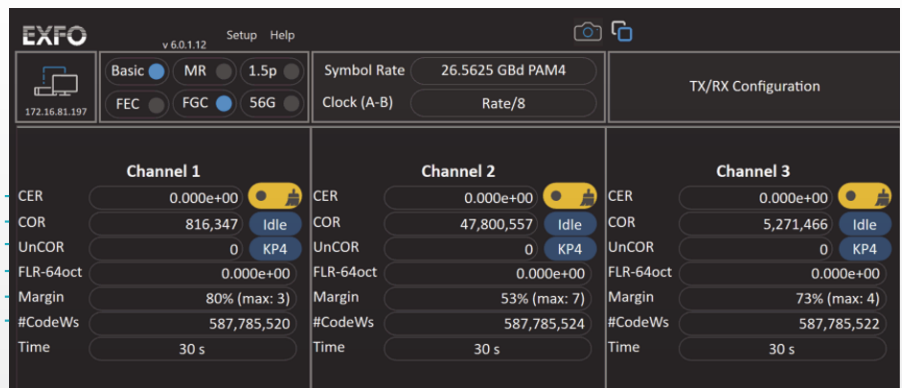 EXFO
v 6.0.1.12
Setup Help
172.16.81.197
Basic MR 1.5p
FEC FGC 56G
Symbol Rate 26.5625 GBd PAM4
Clock (A-B) Rate/8
TX/RX Configuration
Channel 1
CER 0.000e+00
COR 816,347 Idle
UnCOR 0 KP4
FLR-64oct 0.000e+00
Margin 80% (max: 3)
#CodeWs 587,785,520
Time 30 s
Channel 2
CER 0.000e+00
COR 47,800,557 Idle
UnCOR 0 KP4
FLR-64oct 0.000e+00
Margin 53% (max: 7)
#CodeWs 587,785,524
Time 30 s
Channel 3
CER 0.000e+00
COR 5,271,466 Idle
UnCOR 0 KP4
FLR-64oct 0.000e+00
Margin 73% (max: 4)
#CodeWs 587,785,522
Time 30 s